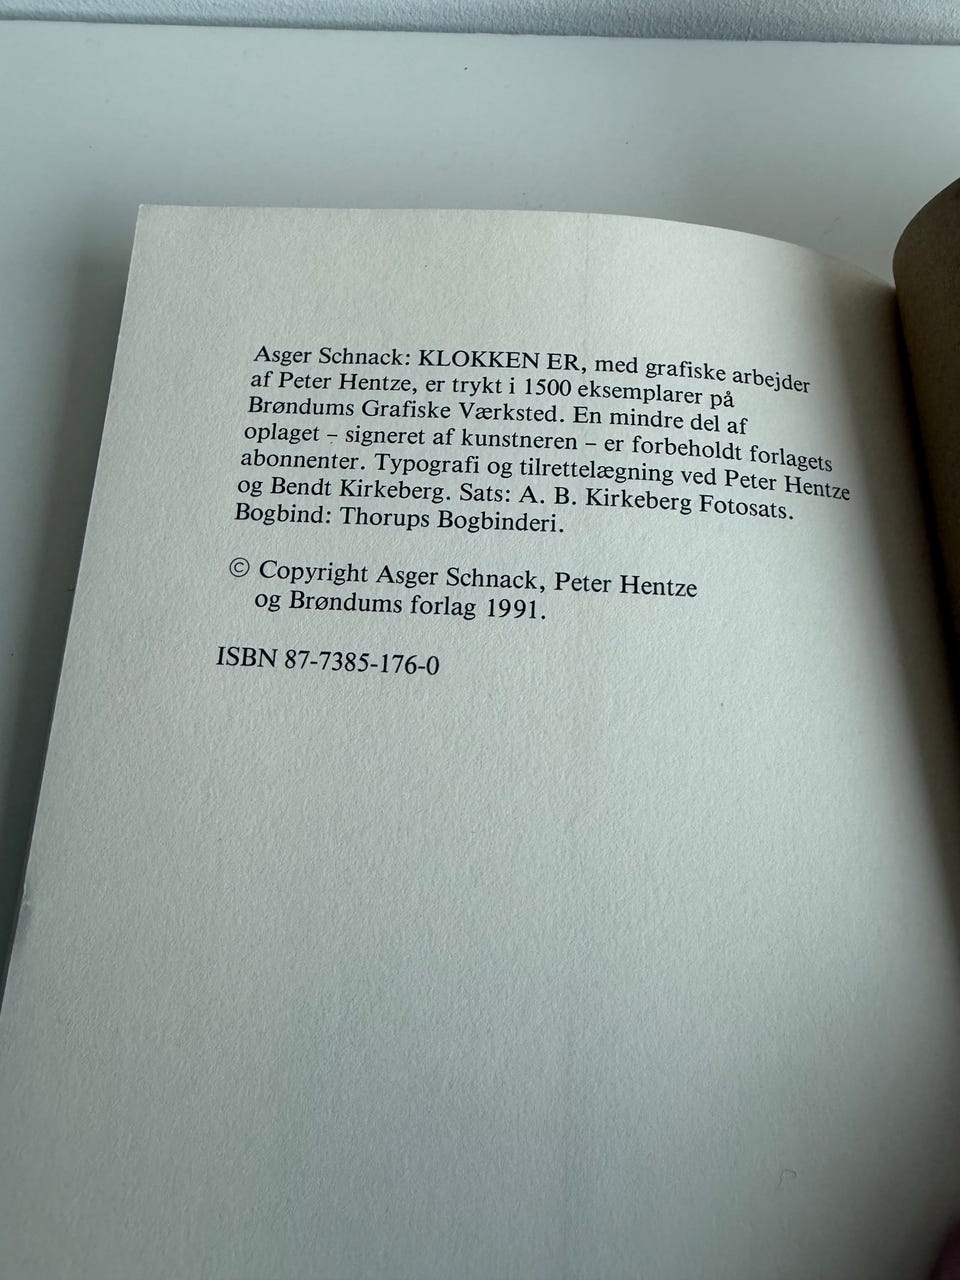 Asger Schnack: KLOKKEN ER, med grafiske arbejder
af Peter Hentze, er trykt i 1500 eksemplarer på
Brøndums Grafiske Værksted. En mindre del af
oplaget – signeret af kunstneren – er forbeholdt forlagets
abonnenter. Typografi og tilrettelægning ved Peter Hentze
og Bendt Kirkeberg. Sats: A. B. Kirkeberg Fotosats.
Bogbind: Thorups Bogbinderi.
© Copyright Asger Schnack, Peter Hentze
og Brøndums forlag 1991.
ISBN 87-7385-176-0